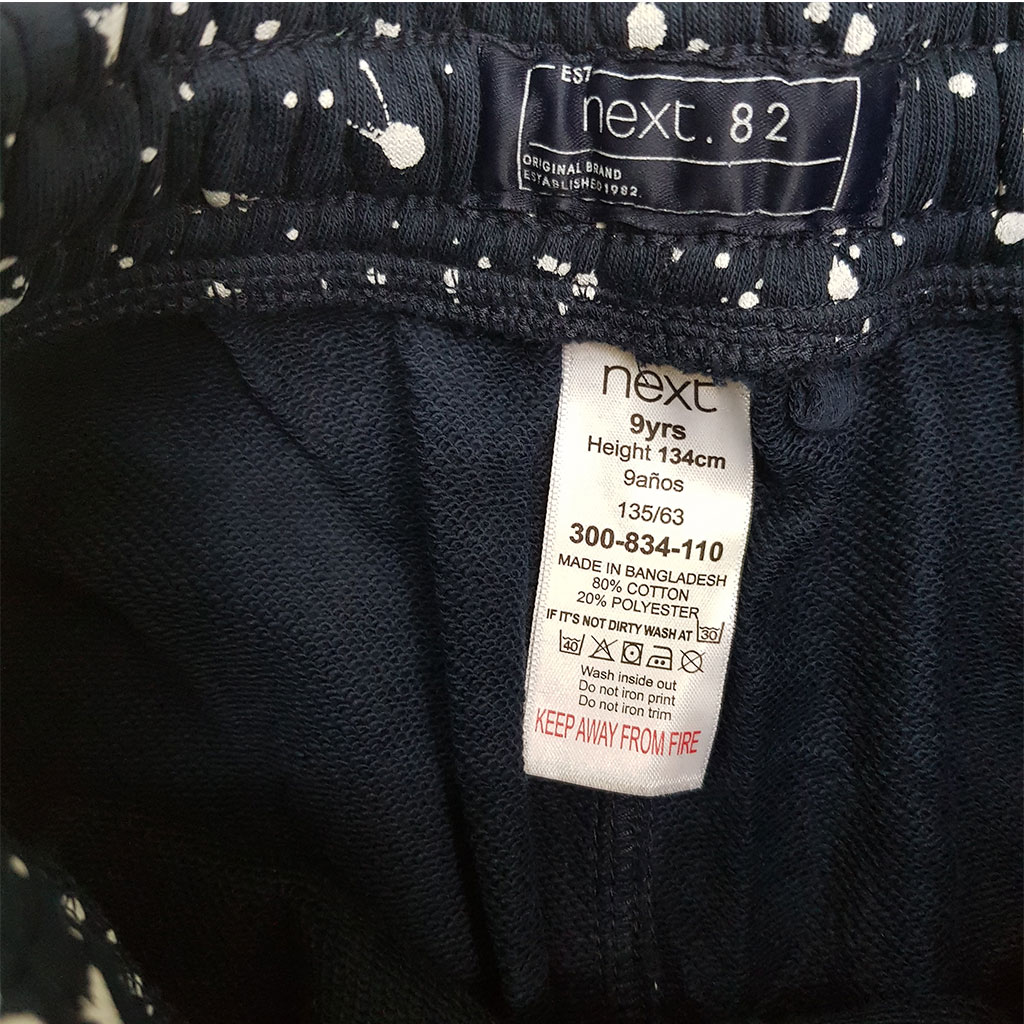 EST
next. 82
ORIGINAL BRAND
ESTABLISHED 1982.
next
9yrs
Height 134cm
9años
135/63
300-834-110
MADE IN BANGLADESH
80% COTTON
20% POLYESTER
IF IT'S NOT DIRTY WASH AT 30
40
Wash inside out
Do not iron print
Do not iron trim
KEEP AWAY FROM FIRE